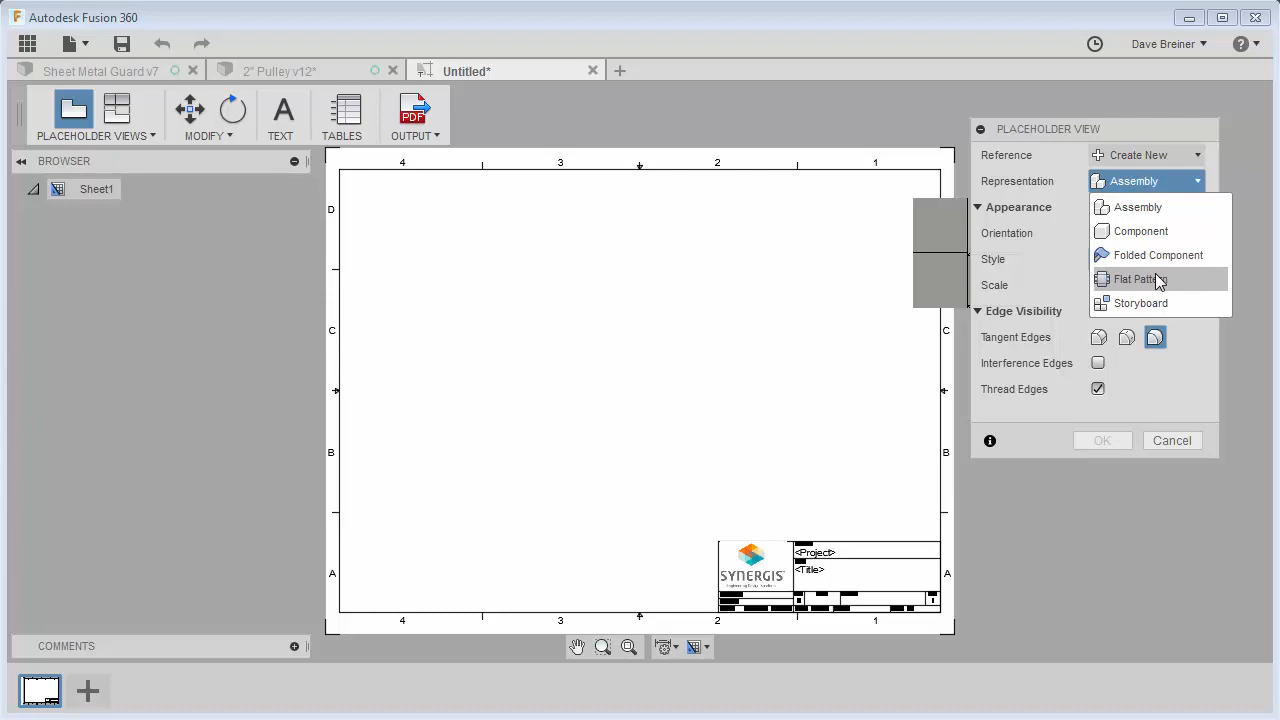 Autodesk Fusion 360
Dave Breiner
Sheet Metal Guard v7
2" Pulley v12*
Untitled*
PLACEHOLDER VIEWS
MODIFY
TEXT
TABLES
PDF
OUTPUT
BROWSER
Sheet1
4 3 2 1
D
C C
B B
A A
4 3 2 1
SYNERGIS
<Project>
<Title>
PLACEHOLDER VIEW
Reference Create New
Representation Assembly
Appearance
Orientation
Style
Scale
Assembly
Component
Folded Component
Flat Pattern
Storyboard
Edge Visibility
Tangent Edges
Interference Edges
Thread Edges
OK Cancel
COMMENTS